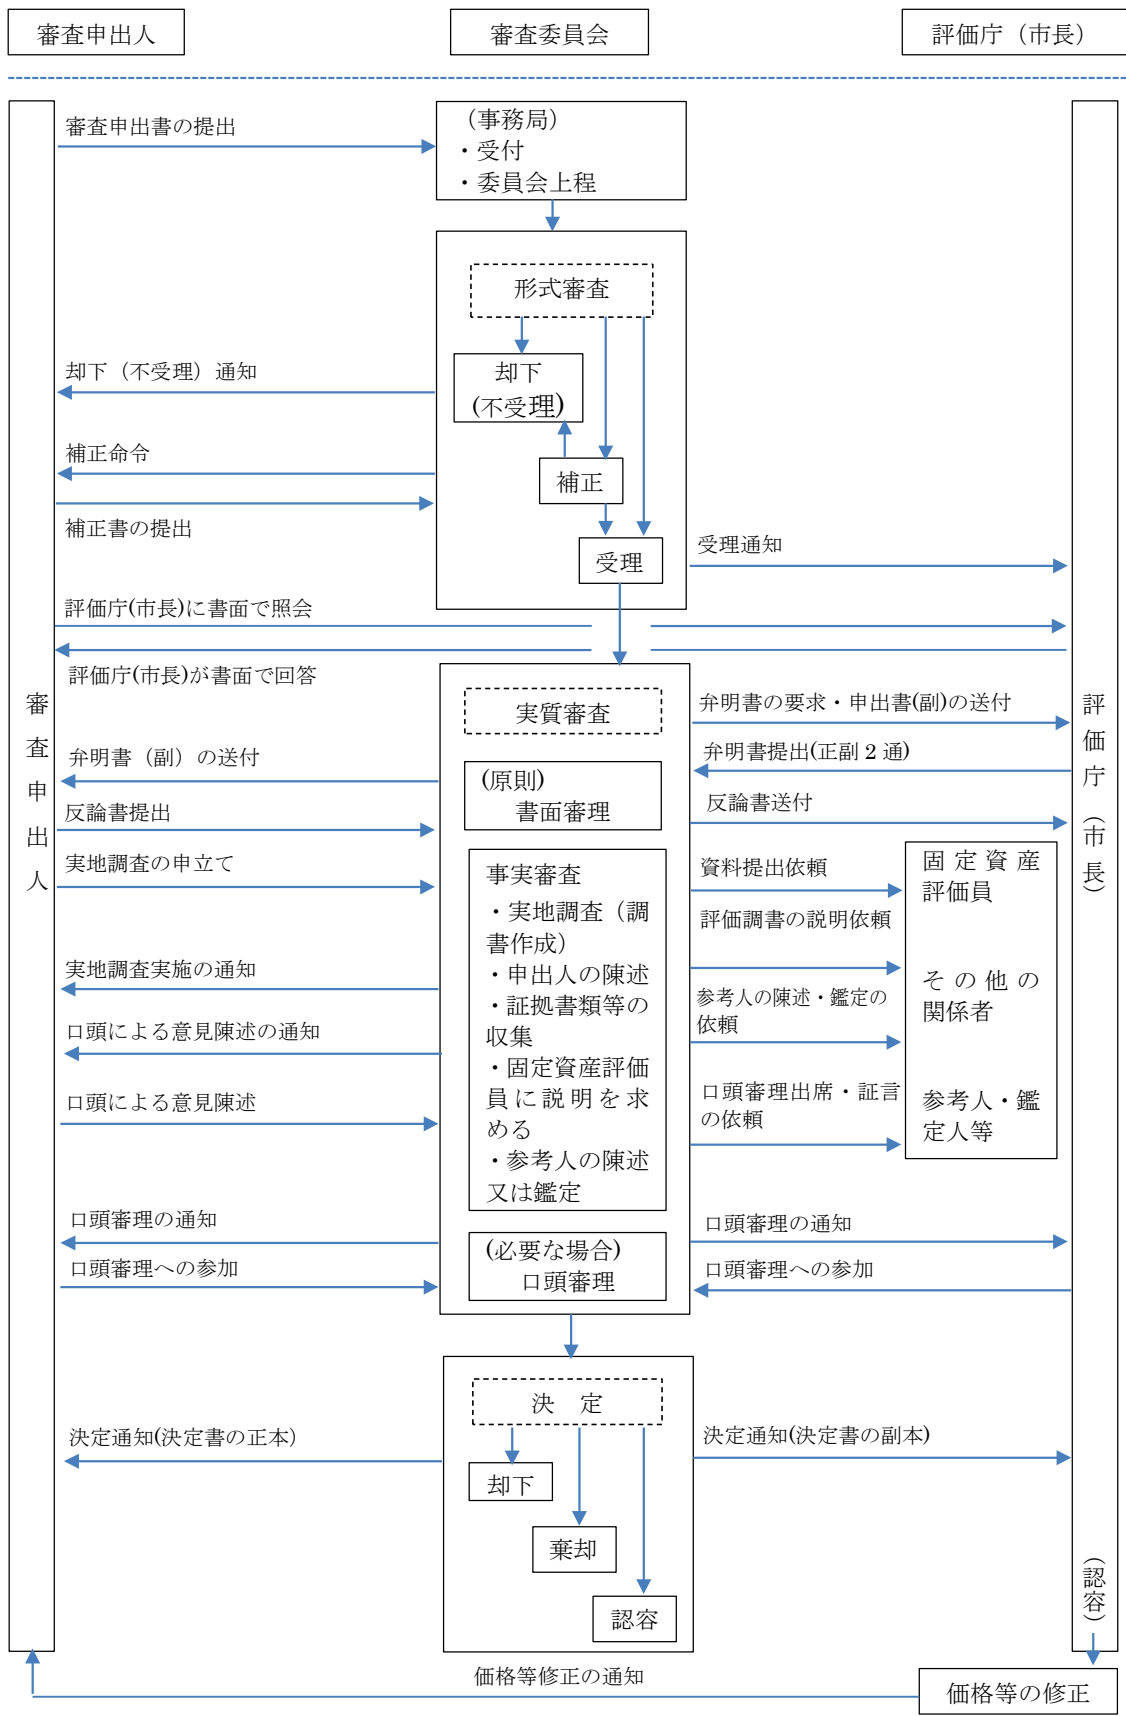 審査申出人
審査委員会
評価庁（市長）
審査申出書の提出
（事務局）
・受付
・委員会上程
形式審査
却下
(不受理)
却下（不受理）通知
補正命令
補正
補正書の提出
受理
受理通知
評価庁(市長)に書面で照会
評価庁(市長)が書面で回答
審査申出人
評価庁（市長）
実質審査
弁明書の要求・申出書(副)の送付
弁明書（副）の送付
弁明書提出(正副 2 通)
(原則)
書面審理
反論書提出
反論書送付
実地調査の申立て
事実審査
・実地調査（調
書作成）
・申出人の陳述
・証拠書類等の
収集
・固定資産評価
員に説明を求
める
・参考人の陳述
又は鑑定
資料提出依頼
評価調書の説明依頼
参考人の陳述・鑑定の
依頼
口頭審理出席・証言
の依頼
固定資産
評価員
その他の
関係者
参考人・鑑
定人等
実地調査実施の通知
口頭による意見陳述の通知
口頭による意見陳述
口頭審理の通知
口頭審理への参加
(必要な場合)
口頭審理
口頭審理の通知
口頭審理への参加
決　定
決定通知(決定書の正本）
決定通知(決定書の副本)
却下
棄却
認容
（認容）
価格等修正の通知
価格等の修正